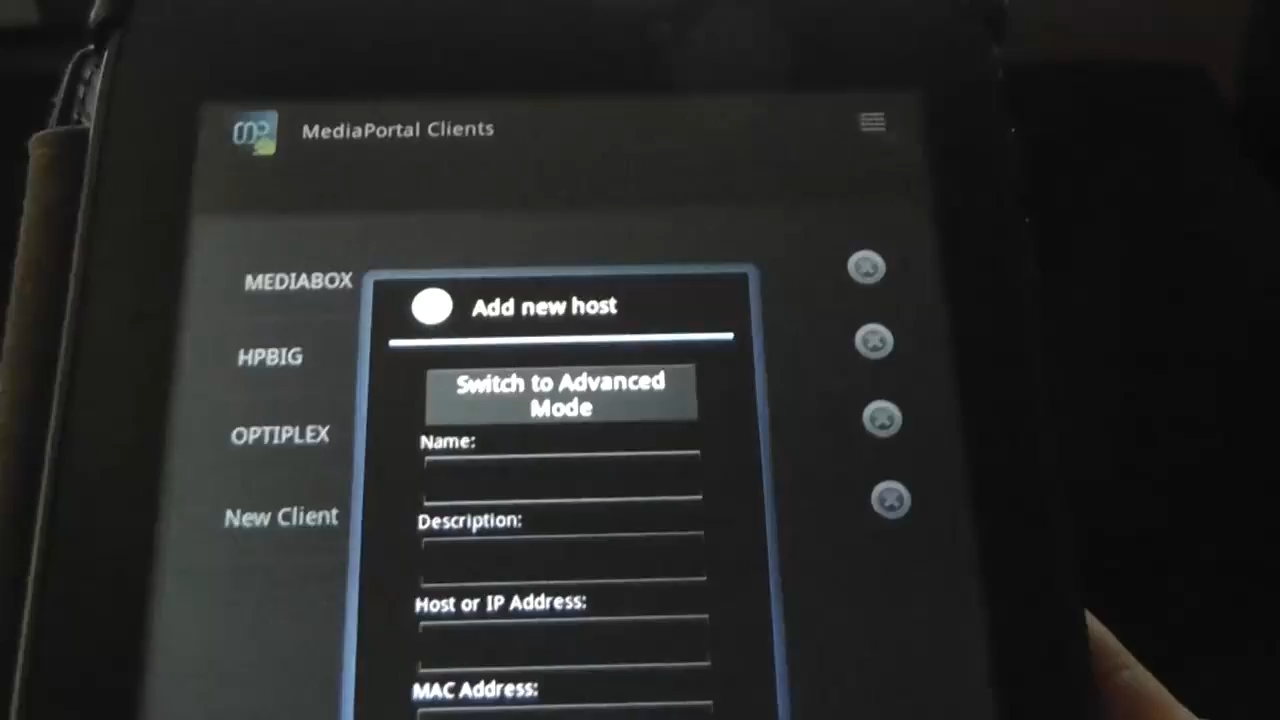 MediaPortal Clients
MEDIABOX
HPBIG
OPTIPLEX
New Client
Add new host
Switch to Advanced
Mode
Name:
Description:
Host or IP Address:
MAC Address: